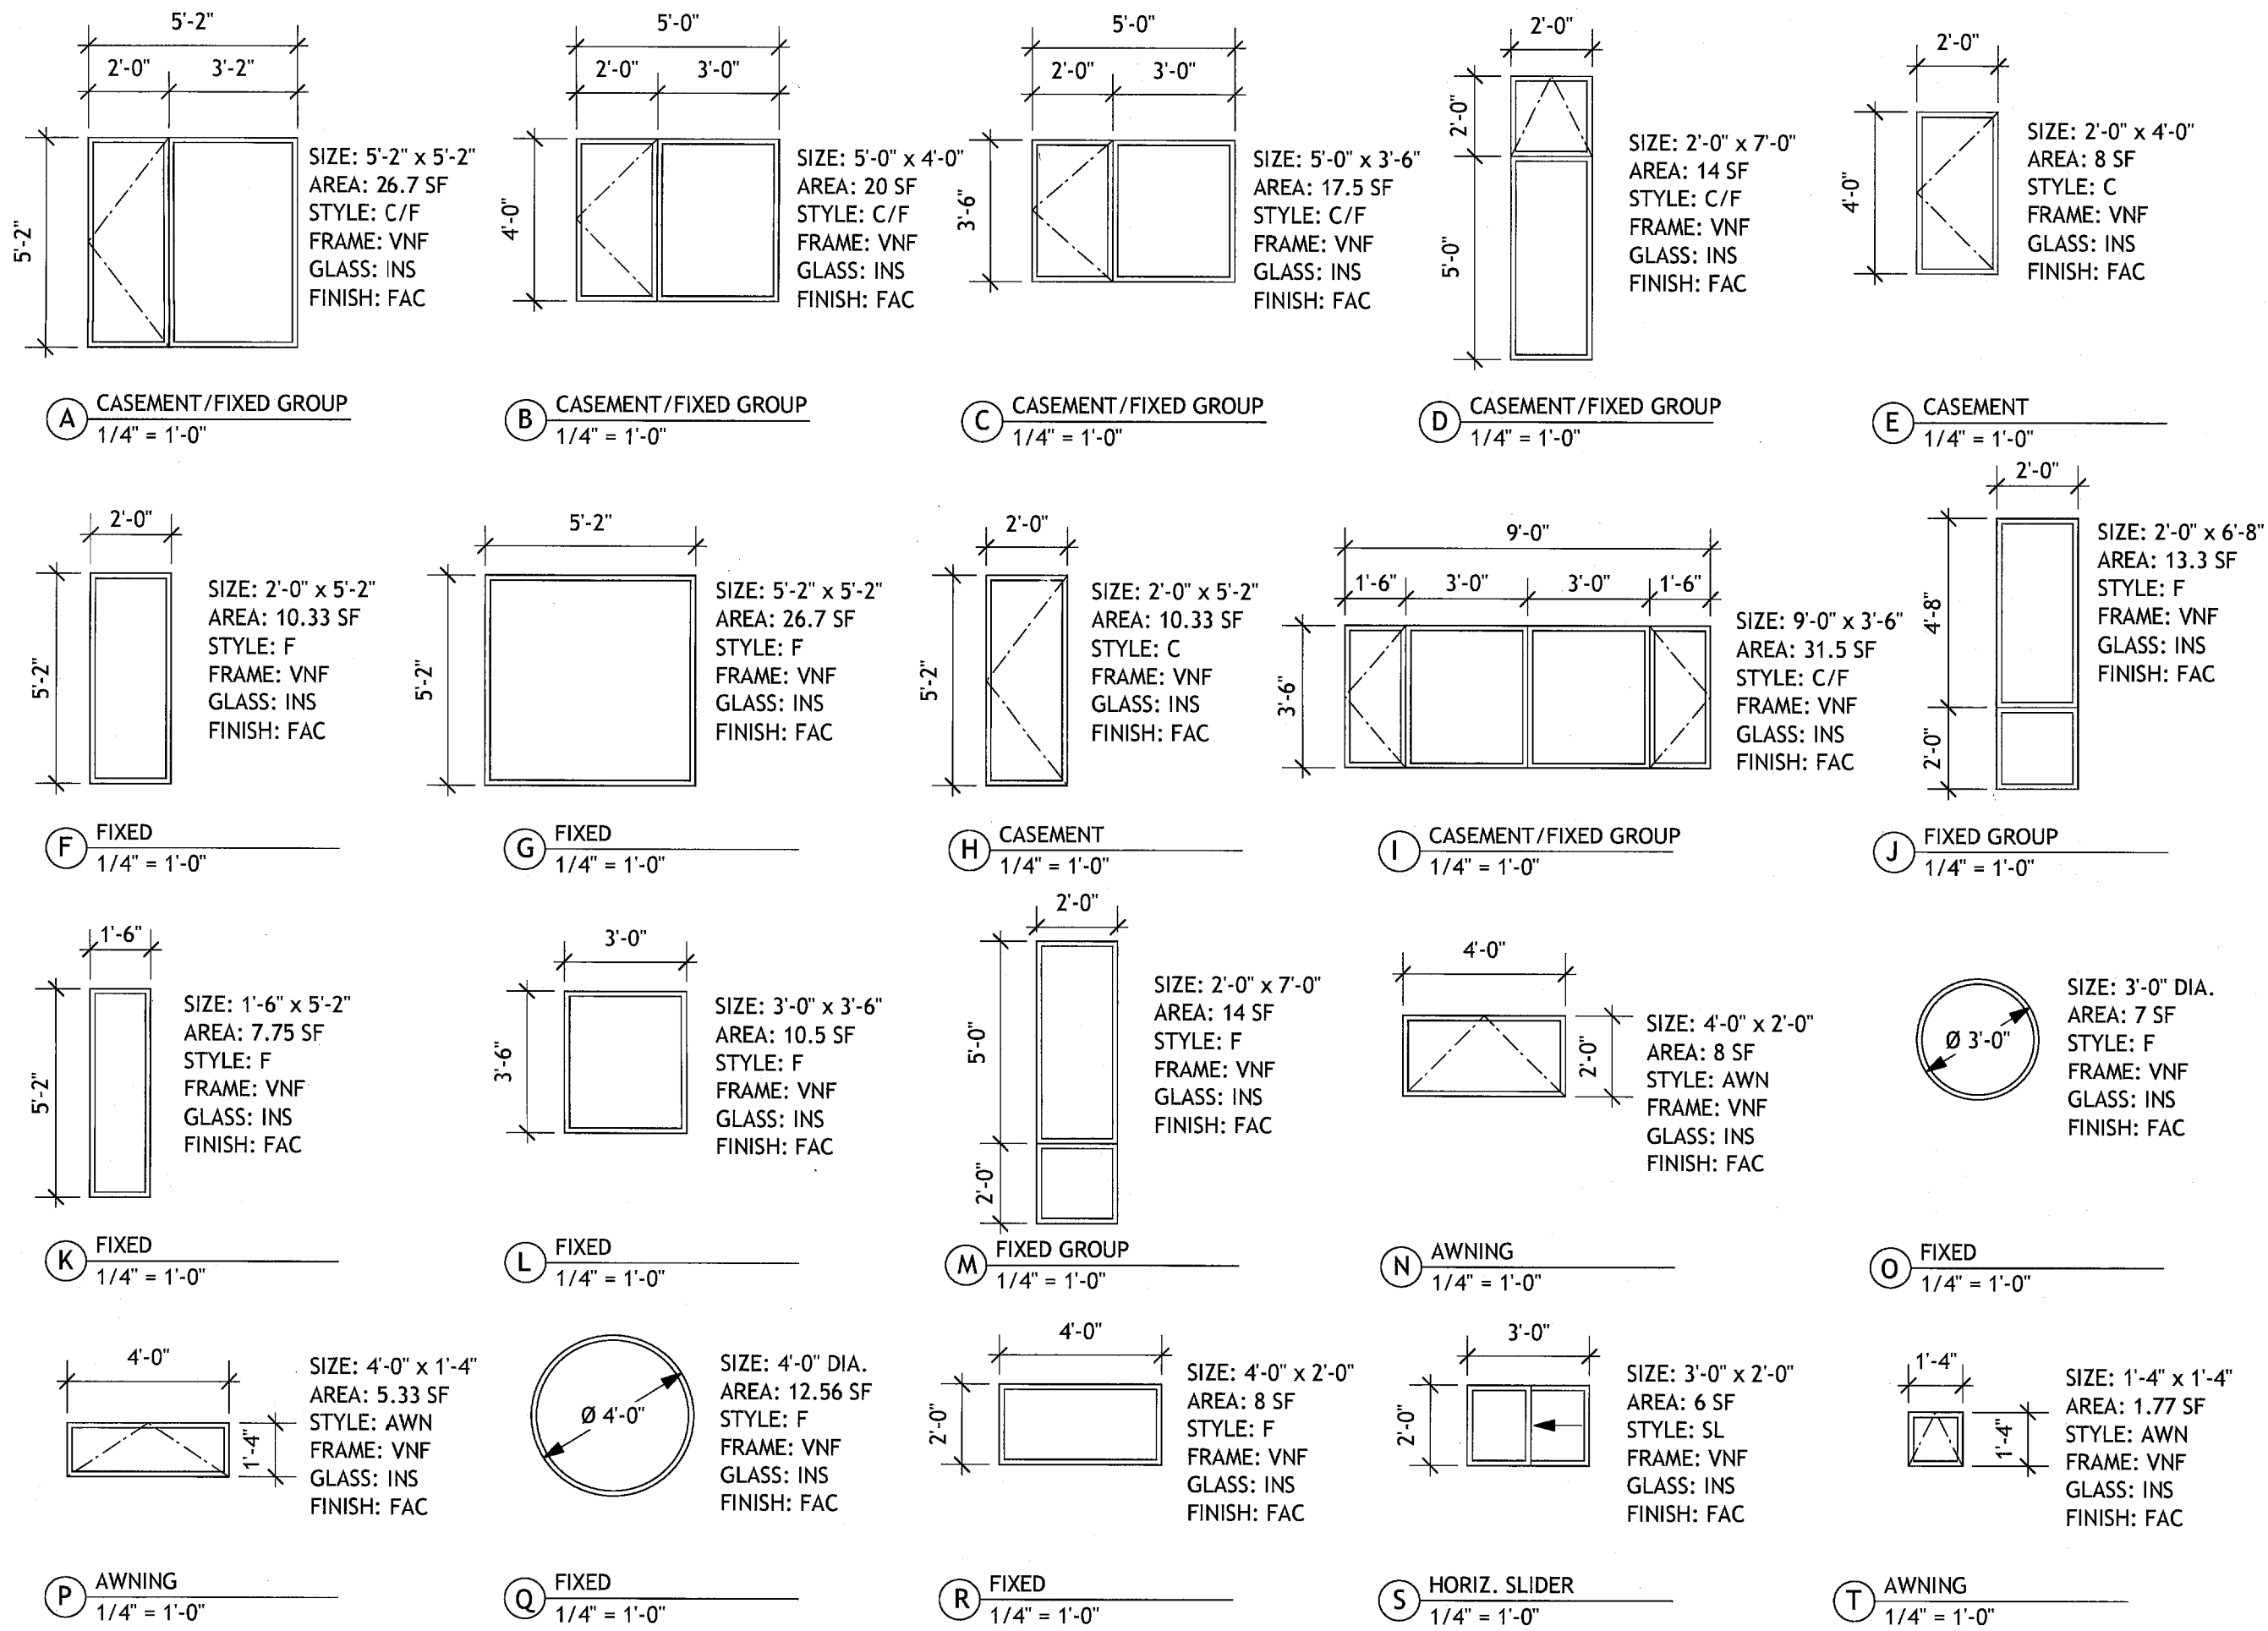 5'-2"
2'-0" 3'-2"
5'-2"
SIZE: 5'-2" x 5'-2"
AREA: 26.7 SF
STYLE: C/F
FRAME: VNF
GLASS: INS
FINISH: FAC
A CASEMENT/FIXED GROUP
1/4" = 1'-0"
5'-0"
2'-0" 3'-0"
4'-0"
SIZE: 5'-0" x 4'-0"
AREA: 20 SF
STYLE: C/F
FRAME: VNF
GLASS: INS
FINISH: FAC
B CASEMENT/FIXED GROUP
1/4" = 1'-0"
5'-0"
2'-0" 3'-0"
3'-6"
SIZE: 5'-0" x 3'-6"
AREA: 17.5 SF
STYLE: C/F
FRAME: VNF
GLASS: INS
FINISH: FAC
C CASEMENT/FIXED GROUP
1/4" = 1'-0"
2'-0"
2'-0"
5'-0"
SIZE: 2'-0" x 7'-0"
AREA: 14 SF
STYLE: C/F
FRAME: VNF
GLASS: INS
FINISH: FAC
D CASEMENT/FIXED GROUP
1/4" = 1'-0"
2'-0"
4'-0"
SIZE: 2'-0" x 4'-0"
AREA: 8 SF
STYLE: C
FRAME: VNF
GLASS: INS
FINISH: FAC
E CASEMENT
1/4" = 1'-0"
2'-0"
5'-2"
SIZE: 2'-0" x 5'-2"
AREA: 10.33 SF
STYLE: F
FRAME: VNF
GLASS: INS
FINISH: FAC
F FIXED
1/4" = 1'-0"
5'-2"
5'-2"
SIZE: 5'-2" x 5'-2"
AREA: 26.7 SF
STYLE: F
FRAME: VNF
GLASS: INS
FINISH: FAC
G FIXED
1/4" = 1'-0"
2'-0"
5'-2"
SIZE: 2'-0" x 5'-2"
AREA: 10.33 SF
STYLE: C
FRAME: VNF
GLASS: INS
FINISH: FAC
H CASEMENT
1/4" = 1'-0"
9'-0"
1'-6" 3'-0" 3'-0" 1'-6"
3'-6"
SIZE: 9'-0" x 3'-6"
AREA: 31.5 SF
STYLE: C/F
FRAME: VNF
GLASS: INS
FINISH: FAC
I CASEMENT/FIXED GROUP
1/4" = 1'-0"
2'-0"
4'-8"
2'-0"
SIZE: 2'-0" x 6'-8"
AREA: 13.3 SF
STYLE: F
FRAME: VNF
GLASS: INS
FINISH: FAC
J FIXED GROUP
1/4" = 1'-0"
1'-6"
5'-2"
SIZE: 1'-6" x 5'-2"
AREA: 7.75 SF
STYLE: F
FRAME: VNF
GLASS: INS
FINISH: FAC
K FIXED
1/4" = 1'-0"
3'-0"
3'-6"
SIZE: 3'-0" x 3'-6"
AREA: 10.5 SF
STYLE: F
FRAME: VNF
GLASS: INS
FINISH: FAC
L FIXED
1/4" = 1'-0"
2'-0"
5'-0"
2'-0"
SIZE: 2'-0" x 7'-0"
AREA: 14 SF
STYLE: F
FRAME: VNF
GLASS: INS
FINISH: FAC
M FIXED GROUP
1/4" = 1'-0"
4'-0"
2'-0"
SIZE: 4'-0" x 2'-0"
AREA: 8 SF
STYLE: AWN
FRAME: VNF
GLASS: INS
FINISH: FAC
N AWNING
1/4" = 1'-0"
Ø 3'-0"
SIZE: 3'-0" DIA.
AREA: 7 SF
STYLE: F
FRAME: VNF
GLASS: INS
FINISH: FAC
O FIXED
1/4" = 1'-0"
4'-0"
1'-4"
SIZE: 4'-0" x 1'-4"
AREA: 5.33 SF
STYLE: AWN
FRAME: VNF
GLASS: INS
FINISH: FAC
P AWNING
1/4" = 1'-0"
Ø 4'-0"
SIZE: 4'-0" DIA.
AREA: 12.56 SF
STYLE: F
FRAME: VNF
GLASS: INS
FINISH: FAC
Q FIXED
1/4" = 1'-0"
4'-0"
2'-0"
SIZE: 4'-0" x 2'-0"
AREA: 8 SF
STYLE: F
FRAME: VNF
GLASS: INS
FINISH: FAC
R FIXED
1/4" = 1'-0"
3'-0"
2'-0"
SIZE: 3'-0" x 2'-0"
AREA: 6 SF
STYLE: SL
FRAME: VNF
GLASS: INS
FINISH: FAC
S HORIZ. SLIDER
1/4" = 1'-0"
1'-4"
1'-4"
SIZE: 1'-4" x 1'-4"
AREA: 1.77 SF
STYLE: AWN
FRAME: VNF
GLASS: INS
FINISH: FAC
T AWNING
1/4" = 1'-0"